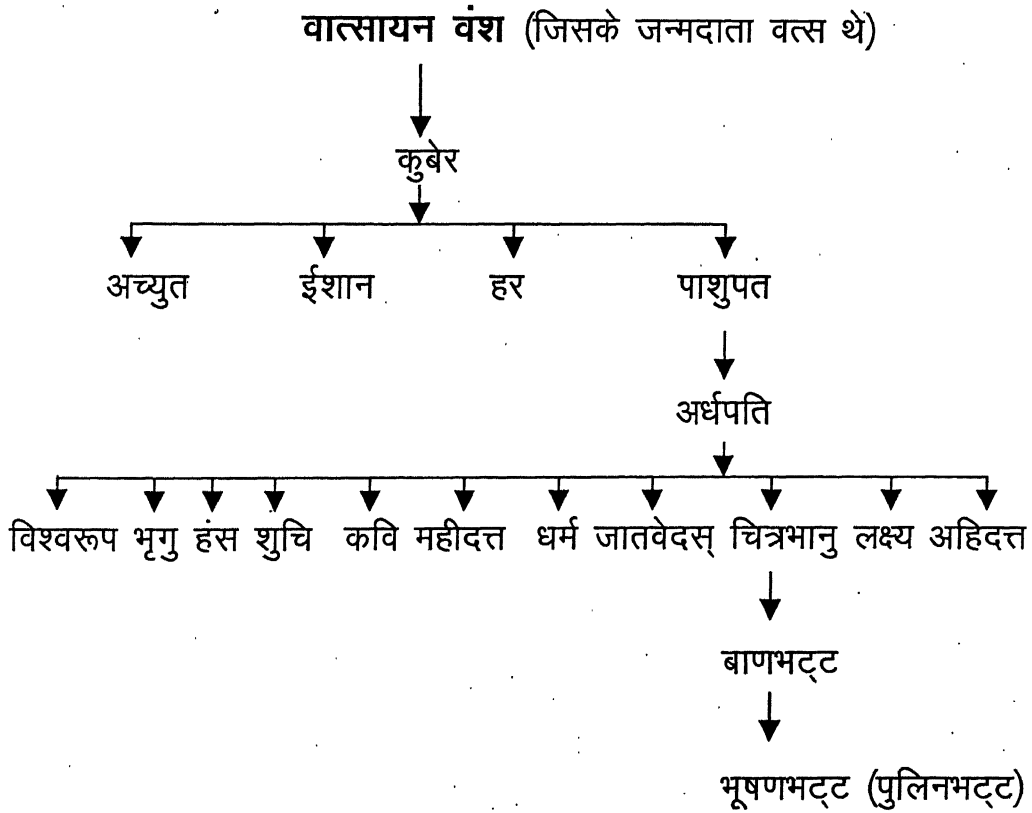 वात्सायन वंश (जिसके जन्मदाता वत्स थे)
कुबेर
अच्युत ईशान हर पाशुपत
अर्धपति
विश्वरूप भृगु हंस शुचि कवि महीदत्त धर्म जातवेदस् चित्रभानु लक्ष्य अहिदत्त
बाणभट्ट
भूषणभट्ट (पुलिनभट्ट)